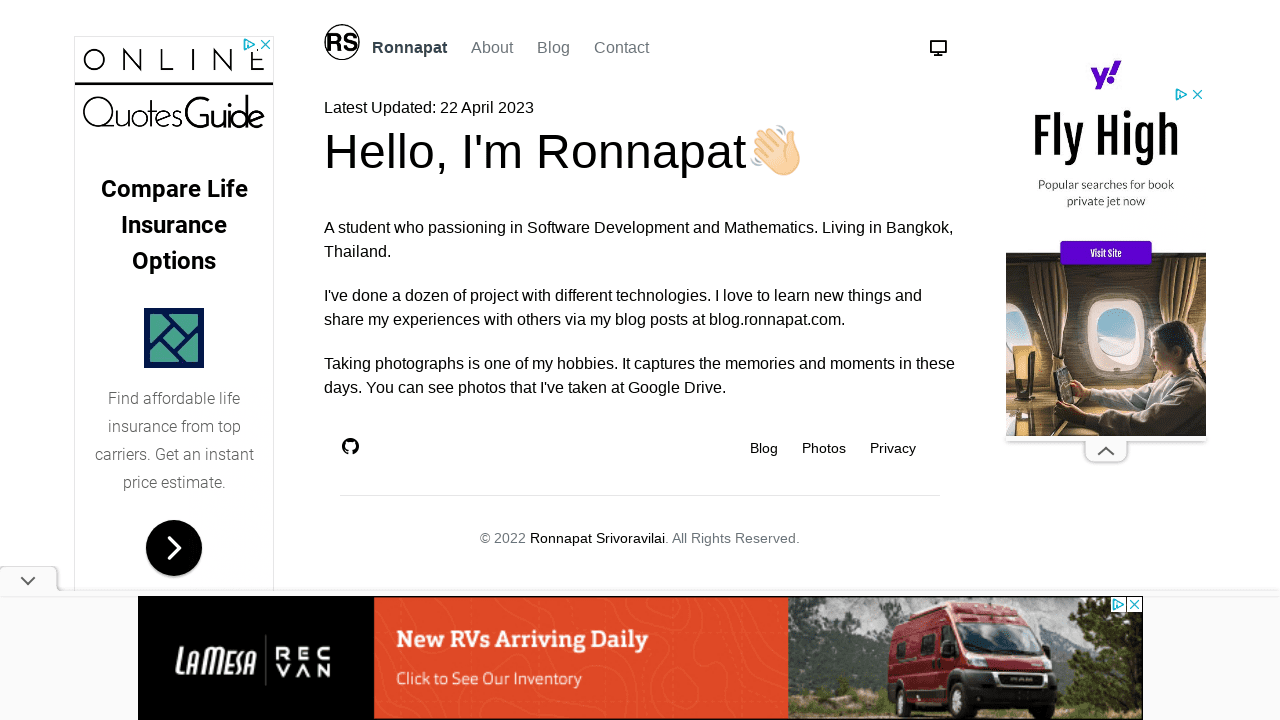 RS
Ronnapat
About
Blog
Contact
Latest Updated: 22 April 2023
Hello, I'm Ronnapat
A student who passioning in Software Development and Mathematics. Living in Bangkok,
Thailand.
I've done a dozen of project with different technologies. I love to learn new things and
share my experiences with others via my blog posts at blog.ronnapat.com.
Taking photographs is one of my hobbies. It captures the memories and moments in these
days. You can see photos that I've taken at Google Drive.
Blog
Photos
Privacy
© 2022 Ronnapat Srivoravilai. All Rights Reserved.
ONLINE
QuotesGuide
Compare Life
Insurance
Options
Find affordable life
insurance from top
carriers. Get an instant
price estimate.
y!
Fly High
Popular searches for book
private jet now
Visit Site
LAMESA
REC
VAN
New RVs Arriving Daily
Click to See Our Inventory
RAM